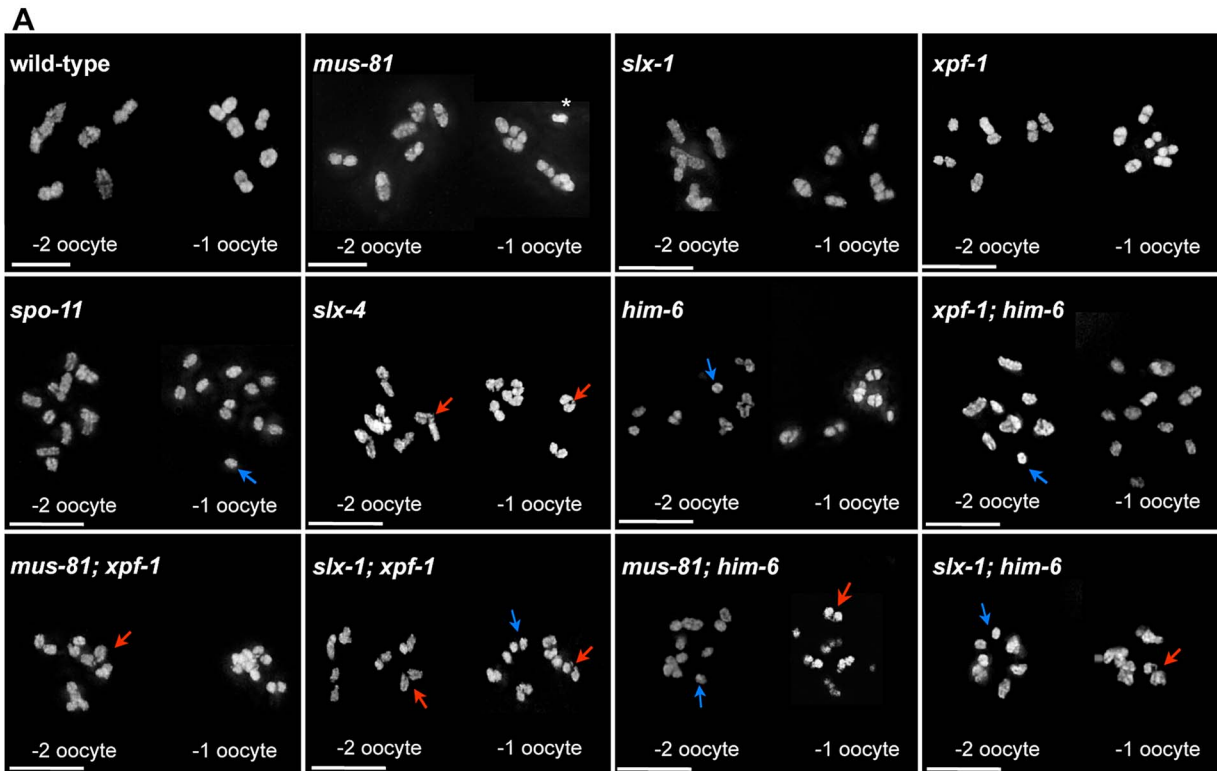 A
wild-type
mus-81
*
slx-1
xpf-1
-2 oocyte -1 oocyte
-2 oocyte -1 oocyte
-2 oocyte -1 oocyte
-2 oocyte -1 oocyte
spo-11
slx-4
him-6
xpf-1; him-6
-2 oocyte -1 oocyte
-2 oocyte -1 oocyte
-2 oocyte -1 oocyte
-2 oocyte -1 oocyte
mus-81; xpf-1
slx-1; xpf-1
mus-81; him-6
slx-1; him-6
-2 oocyte -1 oocyte
-2 oocyte -1 oocyte
-2 oocyte -1 oocyte
-2 oocyte -1 oocyte